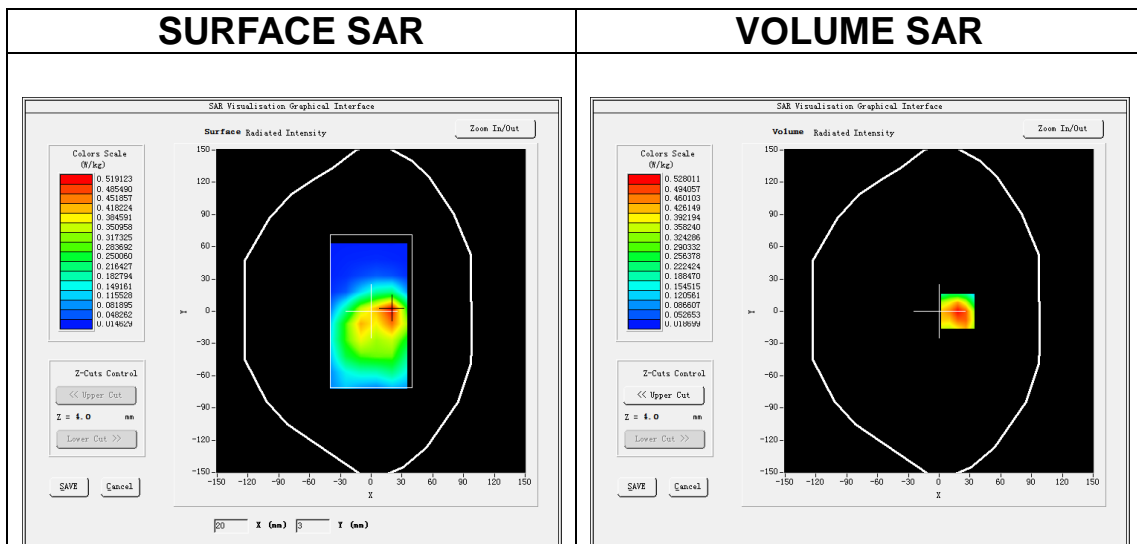 SURFACE SAR
VOLUME SAR
SAR Visualisation Graphical Interface
Surface Radiated Intensity
Zoom In/Out
Colors Scale
(W/kg)
0.519123
0.485490
0.451857
0.418224
0.384591
0.350958
0.317325
0.283692
0.250060
0.216427
0.182794
0.149161
0.115528
0.081895
0.048262
0.014629
Z-Cuts Control
<< Upper Cut
Z = 4.0 mm
Lower Cut >>
SAVE
Cancel
150
120
90
60
30
0
-30
-60
-90
-120
-150
Y
-150 -120 -90 -60 -30 0 30 60 90 120 150
X
20 X (mm) 3 Y (mm)
SAR Visualisation Graphical Interface
Volume Radiated Intensity
Zoom In/Out
Colors Scale
(W/kg)
0.528011
0.494057
0.460103
0.426149
0.392194
0.358240
0.324286
0.290332
0.256378
0.222424
0.188470
0.154515
0.120561
0.086607
0.052653
0.018699
Z-Cuts Control
<< Upper Cut
Z = 4.0 mm
Lower Cut >>
SAVE
Cancel
150
120
90
60
30
0
-30
-60
-90
-120
-150
Y
-150 -120 -90 -60 -30 0 30 60 90 120 150
X